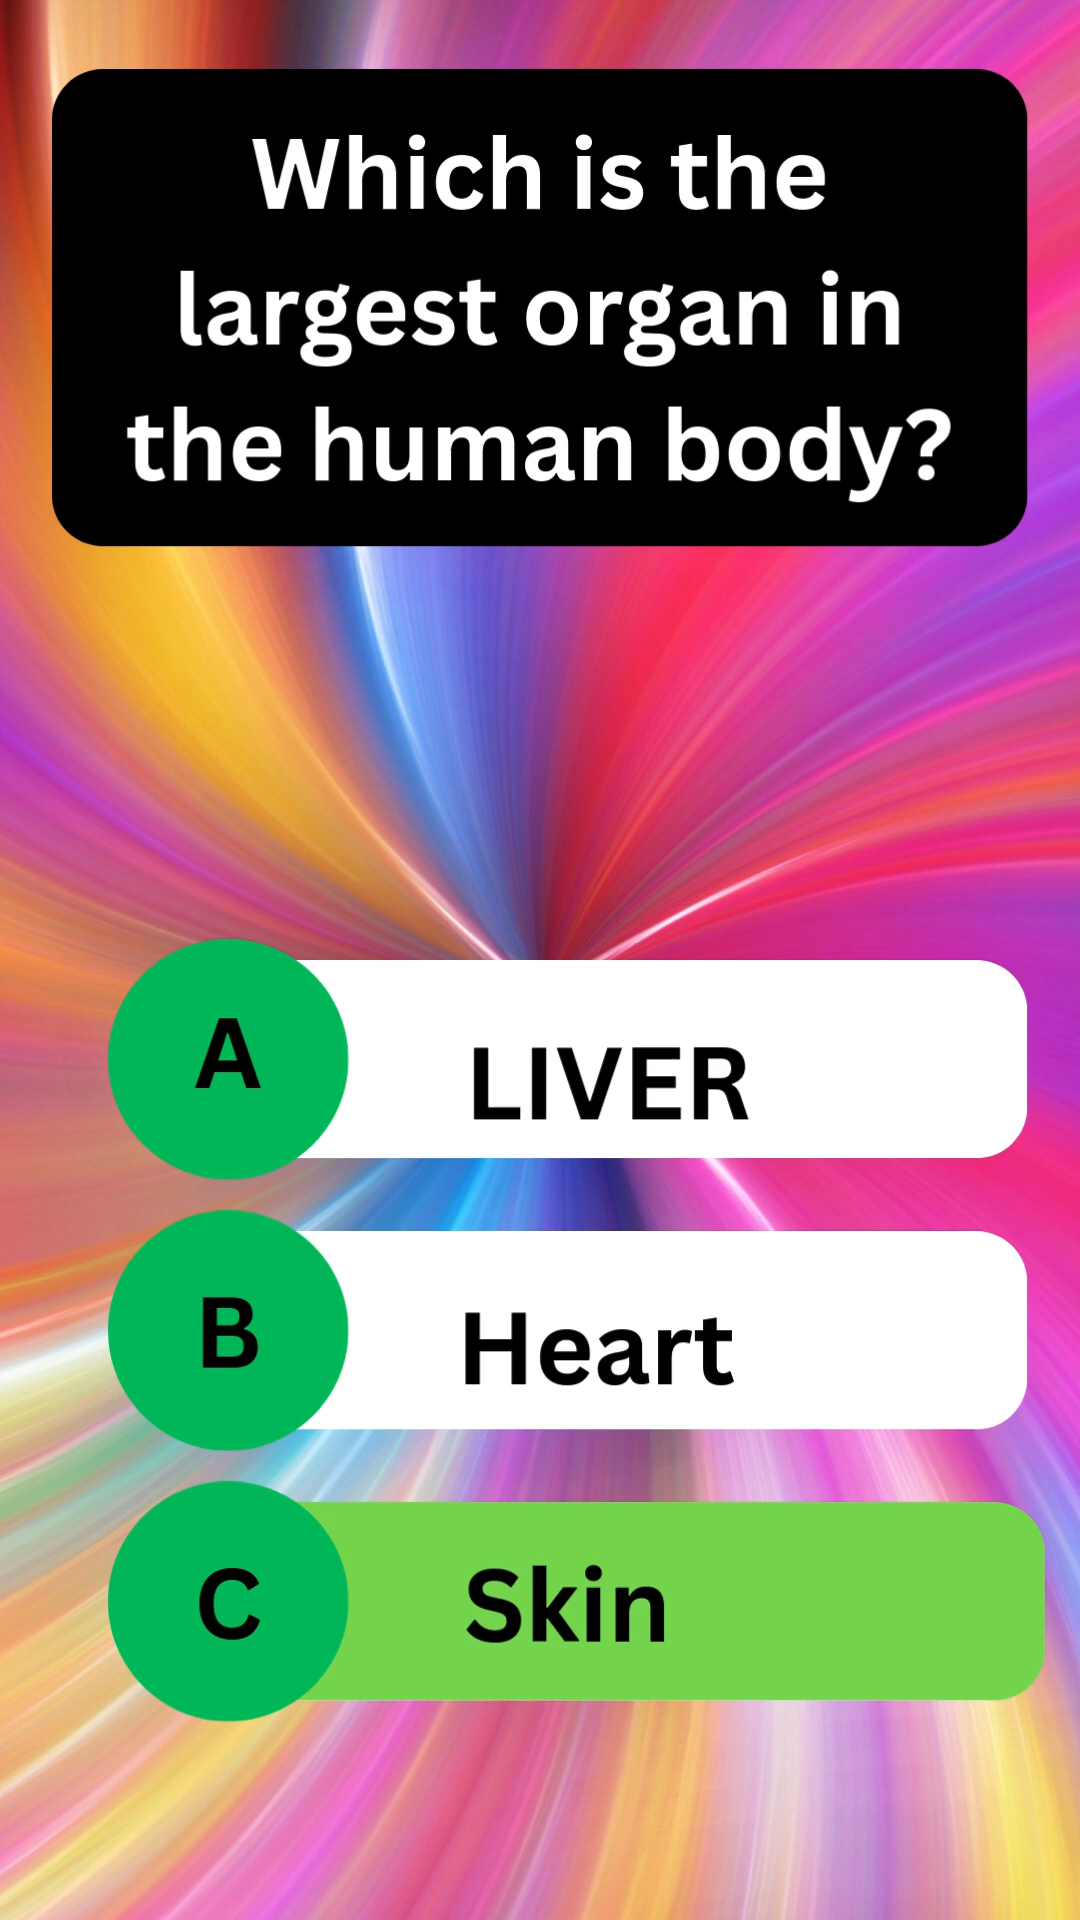 Which is the
largest organ in
the human body?
A
LIVER
B
Heart
C
Skin